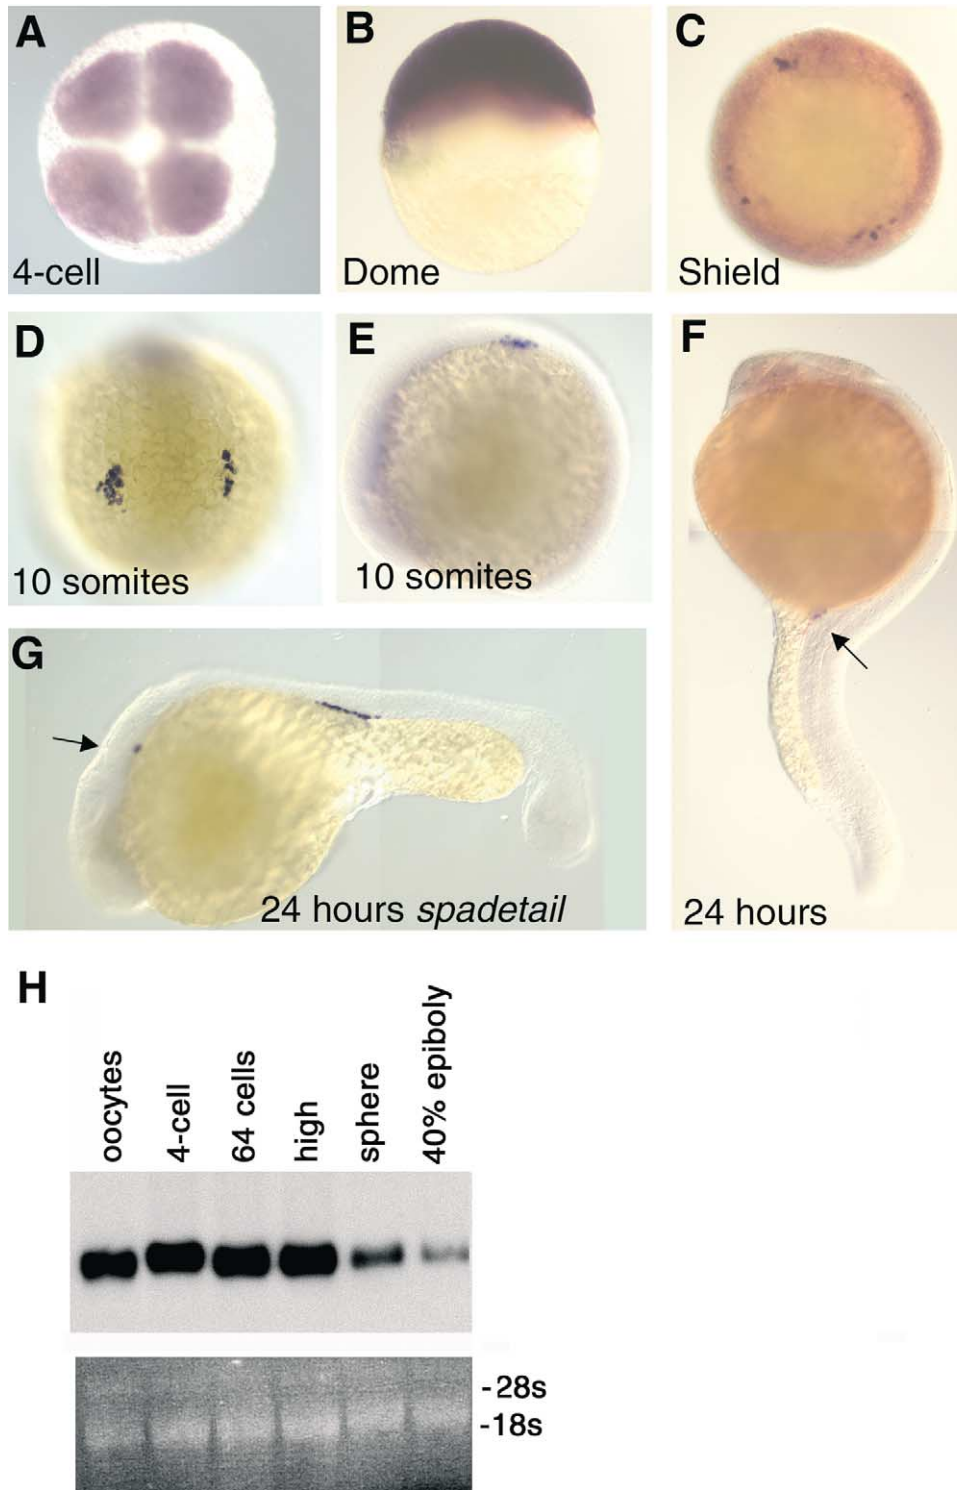 A
4-cell
B
Dome
C
Shield
D
10 somites
E
10 somites
F
24 hours
G
24 hours spadetail
H
oocytes
4-cell
64 cells
high
sphere
40% epiboly
-28s
-18s